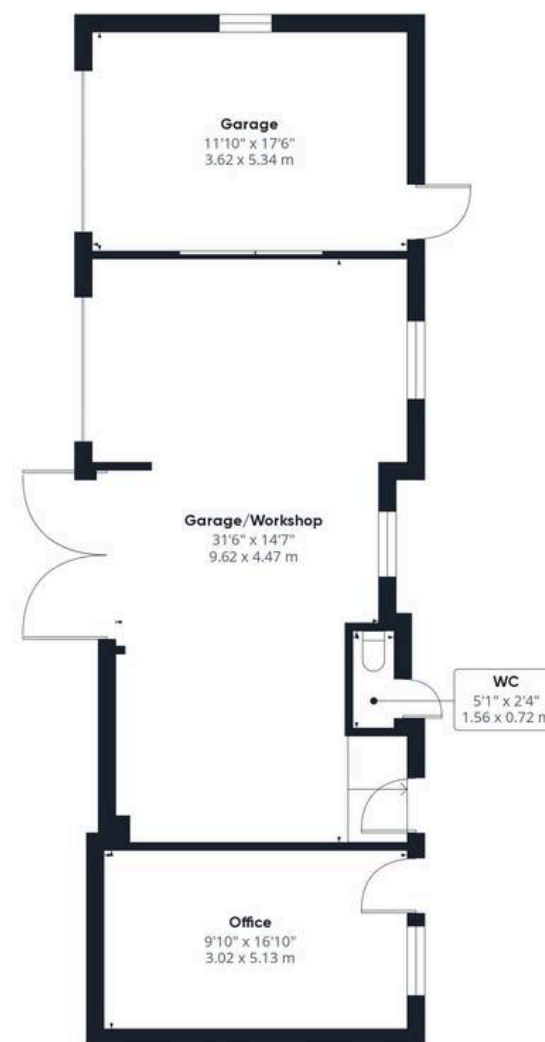 Garage
11'10" x 17'6"
3.62 x 5.34 m
Garage/Workshop
31'6" x 14'7"
9.62 x 4.47 m
WC
5'1" x 2'4"
1.56 x 0.72 m
Office
9'10" x 16'10"
3.02 x 5.13 m